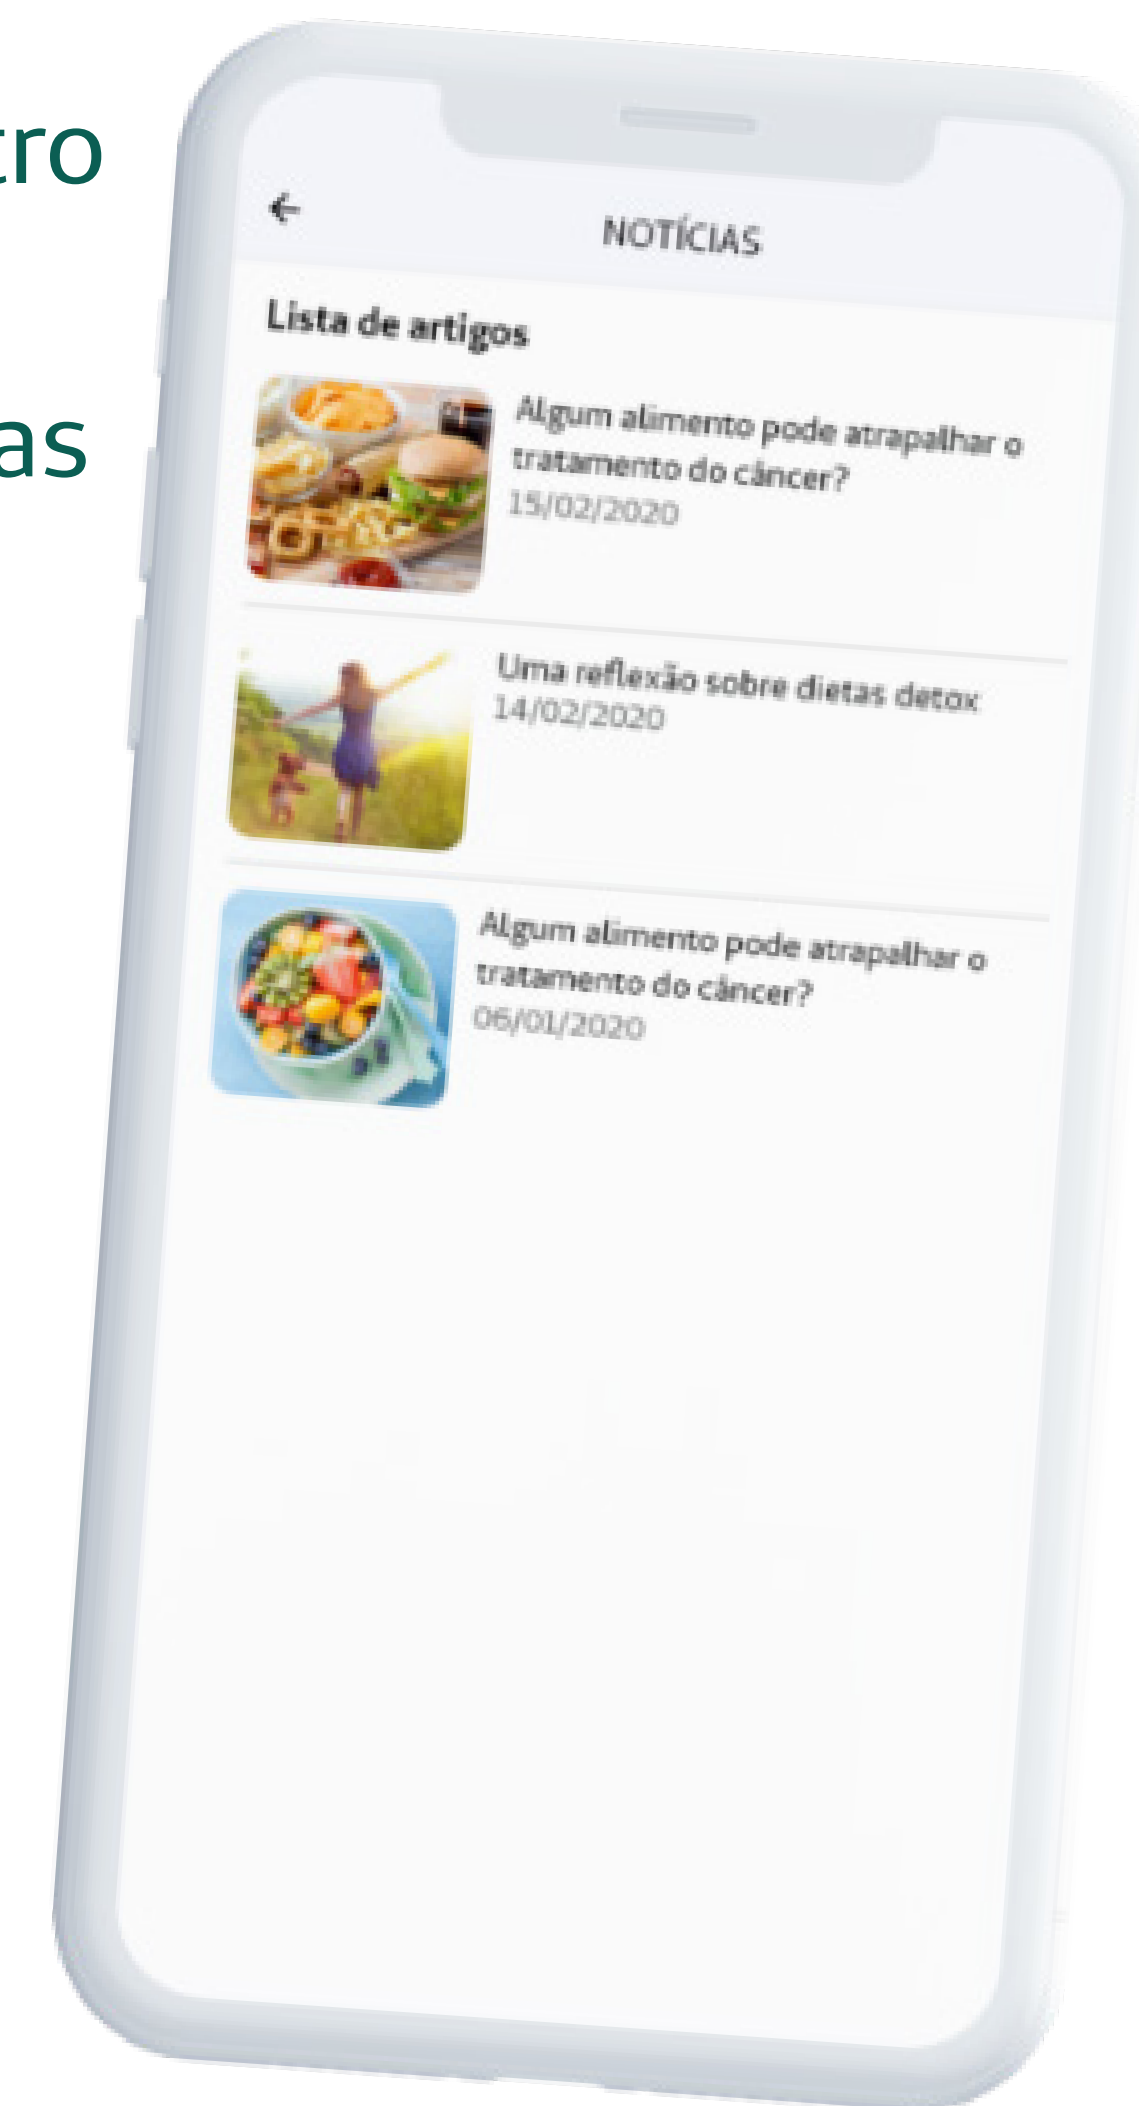 tro
as
NOTÍCIAS
Lista de artigos
Algum alimento pode atrapalhar o
tratamento do câncer?
15/02/2020
Uma reflexão sobre dietas detox
14/02/2020
Algum alimento pode atrapalhar o
tratamento do câncer?
06/01/2020